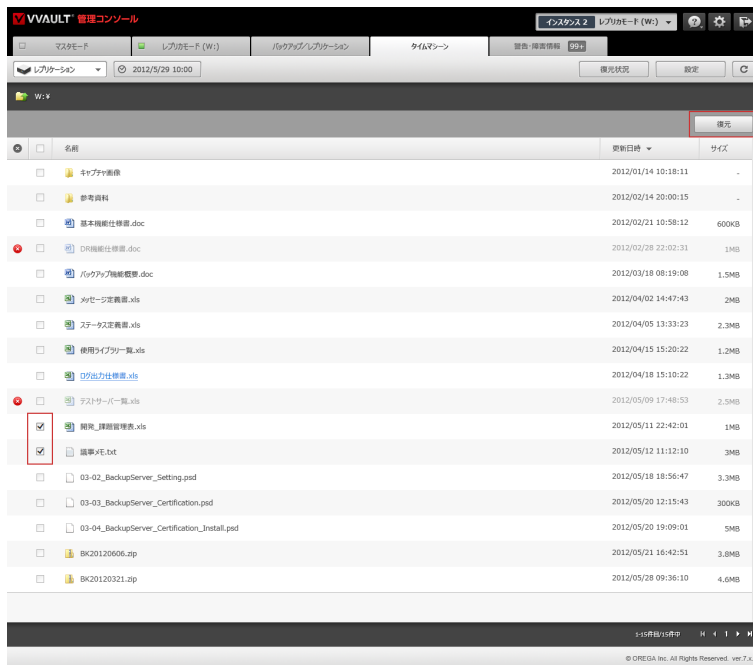 VVAULT 管理コンソール
インスタンス 2 レプリカモード (W:)
マスタモード レプリカモード (W:) バックアップ/レプリケーション タイムマシーン 警告・障害情報 99+
レプリケーション 2012/5/29 10:00 復元状況 設定
W:¥
復元
名前 更新日時 サイズ
キャプチャ画像 2012/01/14 10:18:11 -
参考資料 2012/02/14 20:00:15 -
基本機能仕様書.doc 2012/02/21 10:58:12 600KB
DR機能仕様書.doc 2012/02/28 22:02:31 1MB
バックアップ機能概要.doc 2012/03/18 08:19:08 1.5MB
メッセージ定義書.xls 2012/04/02 14:47:43 2MB
ステータス定義書.xls 2012/04/05 13:33:23 2.3MB
使用ライブラリ一覧.xls 2012/04/15 15:20:22 1.2MB
ログ出力仕様書.xls 2012/04/18 15:10:22 1.3MB
テストサーバー一覧.xls 2012/05/09 17:48:53 2.5MB
開発_課題管理表.xls 2012/05/11 22:42:01 1MB
議事メモ.txt 2012/05/12 11:12:10 3MB
03-02_BackupServer_Setting.psd 2012/05/18 18:56:47 3.3MB
03-03_BackupServer_Certification.psd 2012/05/20 12:15:43 300KB
03-04_BackupServer_Certification_Install.psd 2012/05/20 19:09:01 5MB
BK20120606.zip 2012/05/21 16:42:51 3.8MB
BK20120321.zip 2012/05/28 09:36:10 4.6MB
1-15件目/15件中 1
© OREGA Inc. All Rights Reserved. ver.7.x.